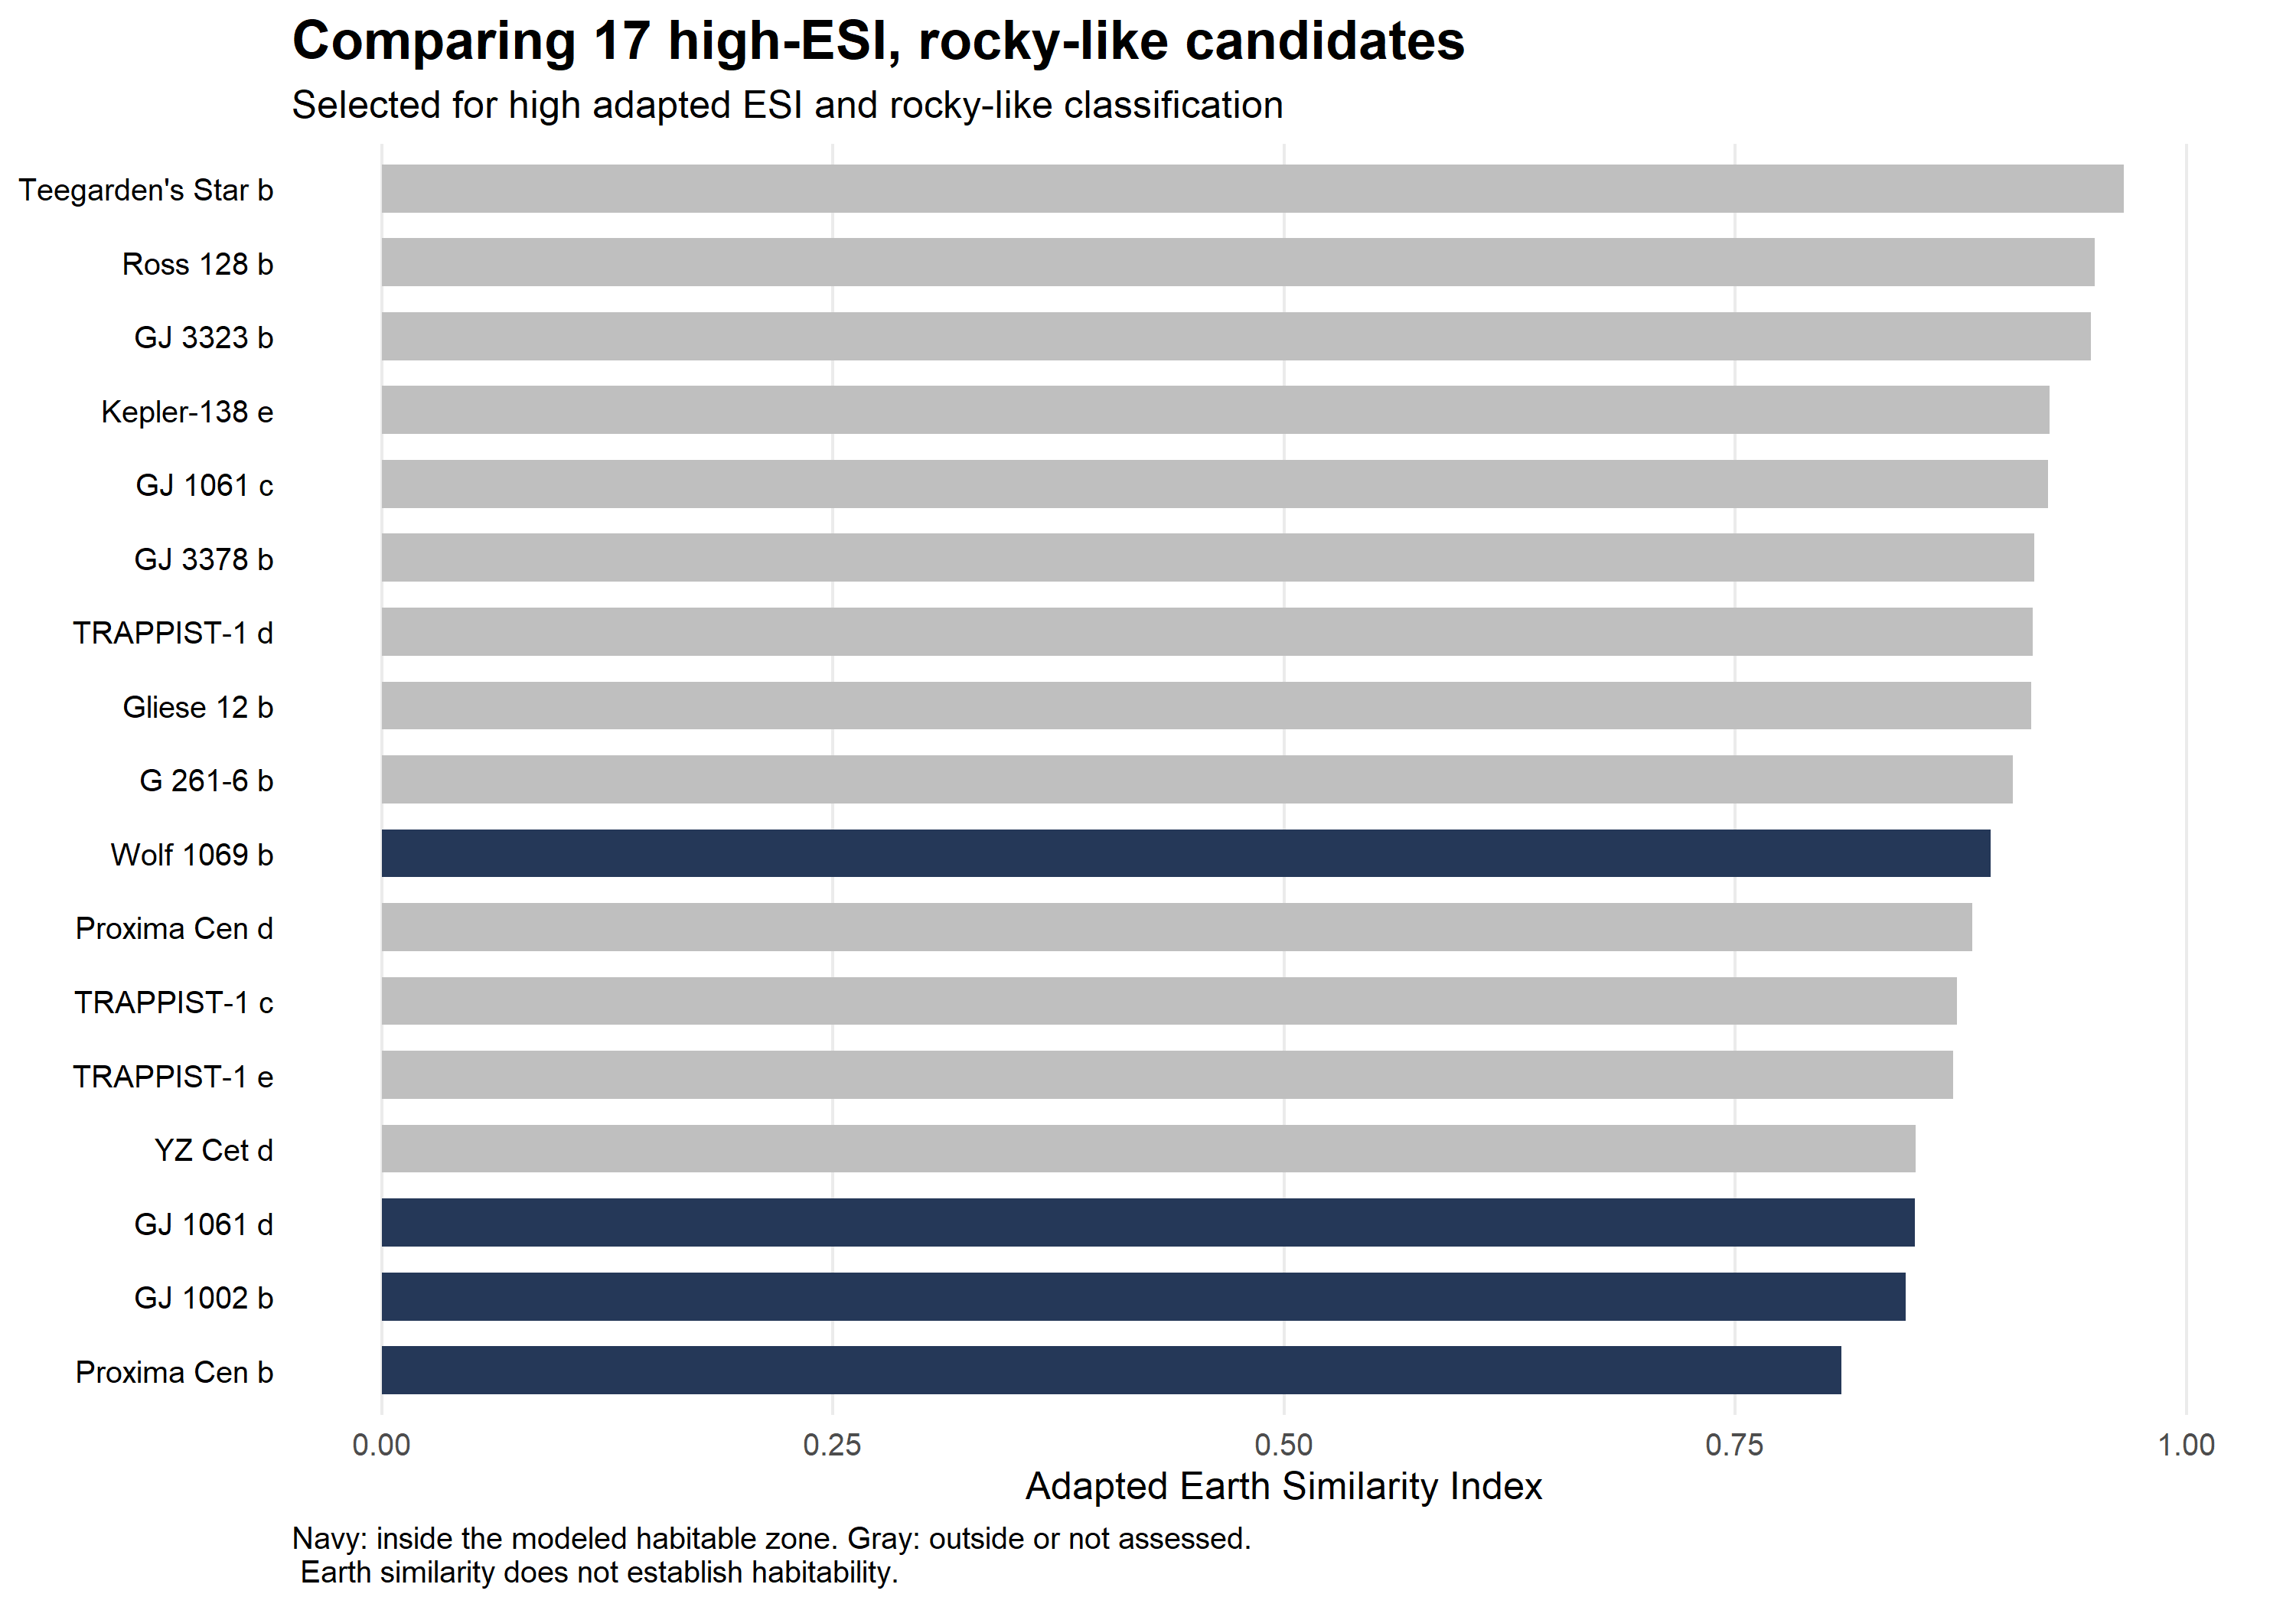 Comparing 17 high-ESI, rocky-like candidates
Selected for high adapted ESI and rocky-like classification
Teegarden's Star b
Ross 128 b
GJ 3323 b
Kepler-138 e
GJ 1061 c
GJ 3378 b
TRAPPIST-1 d
Gliese 12 b
G 261-6 b
Wolf 1069 b
Proxima Cen d
TRAPPIST-1 c
TRAPPIST-1 e
YZ Cet d
GJ 1061 d
GJ 1002 b
Proxima Cen b
0.00 0.25 0.50 0.75 1.00
Adapted Earth Similarity Index
Navy: inside the modeled habitable zone. Gray: outside or not assessed.
Earth similarity does not establish habitability.